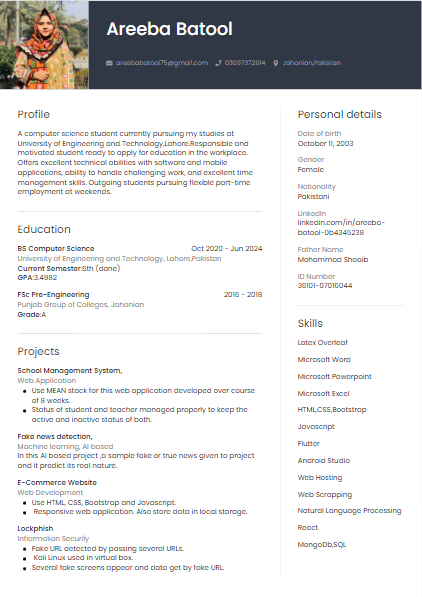 Areeba Batool
areebabatool75@gmail.com 03097372614 Jahanian,Pakistan
Profile
A computer science student currently pursuing my studies at
University of Engineering and Technology,Lahore.Responsible and
motivated student ready to apply for education in the workplace.
Offers excellent technical abilities with software and mobile
applications, ability to handle challenging work, and excellent time
management skills. Outgoing students pursuing flexible part-time
employment at weekends.
Education
BS Computer Science Oct 2020 - Jun 2024
University of Engineering and Technology, Lahore,Pakistan
Current Semester:6th (done)
GPA:3.4982
FSc Pre-Engineering 2016 - 2018
Punjab Group of Colleges, Jahanian
Grade:A
Projects
School Management System,
Web Application
Use MEAN stack for this web application developed over course
of 8 weeks.
Status of student and teacher managed properly to keep the
active and inactive status of both.
Fake news detection,
Machine learning, AI based
In this AI based project ,a sample fake or true news given to project
and it predict its real nature.
E-Commerce Website
Web Development
Use HTML, CSS, Bootstrap and Javascript.
Responsive web application. Also store data in local storage.
Lockphish
Information Security
Fake URL detected by passing several URLs.
Kali Linux used in virtual box.
Several fake screens appear and data get by fake URL.
Personal details
Date of birth
October 11, 2003
Gender
Female
Nationality
Pakistani
LinkedIn
linkedin.com/in/areeba-
batool-0b4345238
Father Name
Mohammad Shoaib
ID Number
36101-07016044
Skills
Latex Overleaf
Microsoft Word
Microsoft Powerpoint
Microsoft Excel
HTML,CSS,Bootstrap
Javascript
Flutter
Android Studio
Web Hosting
Web Scrapping
Natural Language Processing
React
MongoDB,SQL